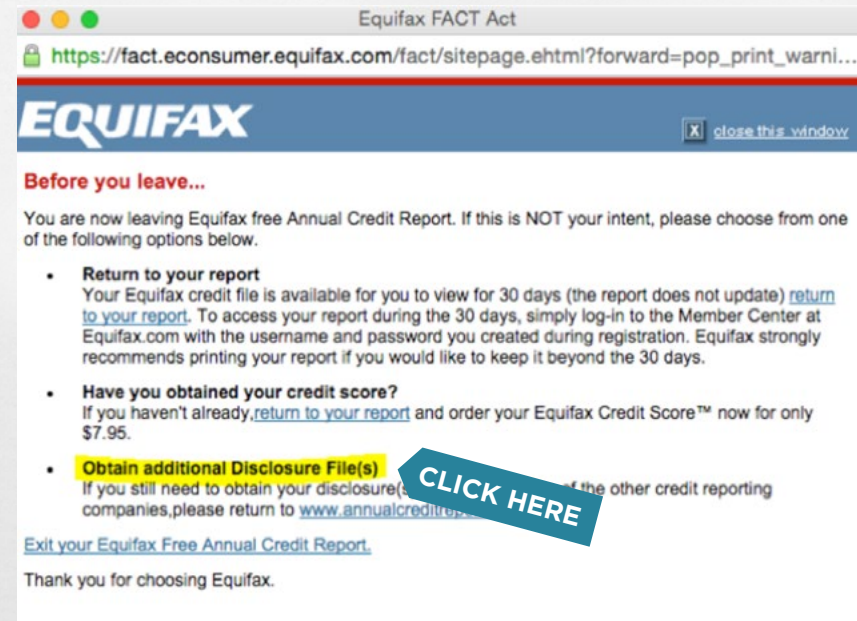 Equifax FACT Act
https://fact.econsumer.equifax.com/fact/sitepage.ehtml?forward=pop_print_warni...
EQUIFAX
X close this window
Before you leave...
You are now leaving Equifax free Annual Credit Report. If this is NOT your intent, please choose from one
of the following options below.
• Return to your report
Your Equifax credit file is available for you to view for 30 days (the report does not update) return
to your report. To access your report during the 30 days, simply log-in to the Member Center at
Equifax.com with the username and password you created during registration. Equifax strongly
recommends printing your report if you would like to keep it beyond the 30 days.
• Have you obtained your credit score?
If you haven't already,return to your report and order your Equifax Credit Score™ now for only
$7.95.
• Obtain additional Disclosure File(s)
If you still need to obtain your of the other credit reporting
companies,please return to
CLICK HERE
Exit your Equifax Free Annual Credit Report.
Thank you for choosing Equifax.